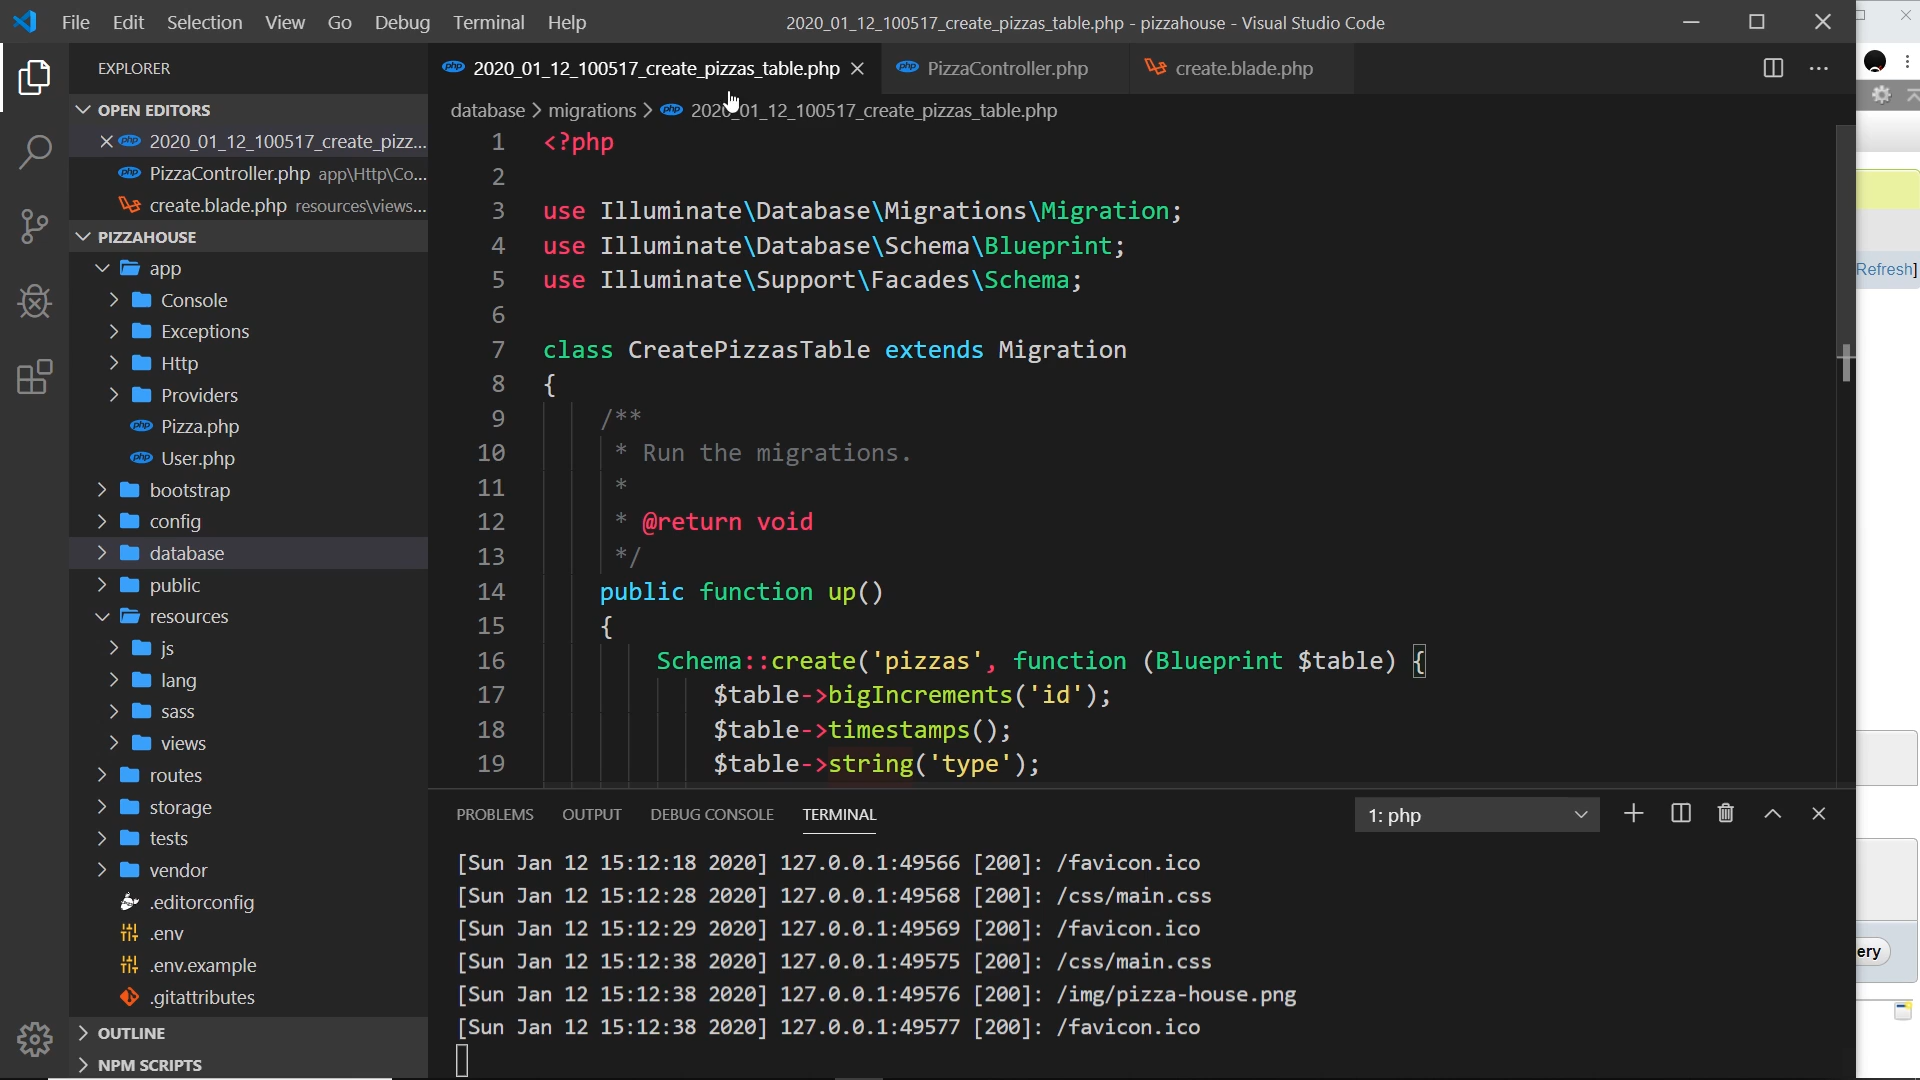 File Edit Selection View Go Debug Terminal Help
2020_01_12_100517_create_pizzas_table.php - pizzahouse - Visual Studio Code
EXPLORER
OPEN EDITORS
2020_01_12_100517_create_pizz...
PizzaController.php app\Http\Co...
create.blade.php resources\views...
PIZZAHOUSE
app
Console
Exceptions
Http
Providers
Pizza.php
User.php
bootstrap
config
database
public
resources
js
lang
sass
views
routes
storage
tests
vendor
.editorconfig
.env
.env.example
.gitattributes
OUTLINE
NPM SCRIPTS
php 2020_01_12_100517_create_pizzas_table.php
php PizzaController.php
create.blade.php
database > migrations > php 2020_01_12_100517_create_pizzas_table.php
1 <?php
2
3 use Illuminate\Database\Migrations\Migration;
4 use Illuminate\Database\Schema\Blueprint;
5 use Illuminate\Support\Facades\Schema;
6
7 class CreatePizzasTable extends Migration
8 {
9 /**
10 * Run the migrations.
11 *
12 * @return void
13 */
14 public function up()
15 {
16 Schema::create('pizzas', function (Blueprint $table) {
17 $table->bigIncrements('id');
18 $table->timestamps();
19 $table->string('type');
PROBLEMS OUTPUT DEBUG CONSOLE TERMINAL
1: php
[Sun Jan 12 15:12:18 2020] 127.0.0.1:49566 [200]: /favicon.ico
[Sun Jan 12 15:12:28 2020] 127.0.0.1:49568 [200]: /css/main.css
[Sun Jan 12 15:12:29 2020] 127.0.0.1:49569 [200]: /favicon.ico
[Sun Jan 12 15:12:38 2020] 127.0.0.1:49575 [200]: /css/main.css
[Sun Jan 12 15:12:38 2020] 127.0.0.1:49576 [200]: /img/pizza-house.png
[Sun Jan 12 15:12:38 2020] 127.0.0.1:49577 [200]: /favicon.ico
Refresh]
ery